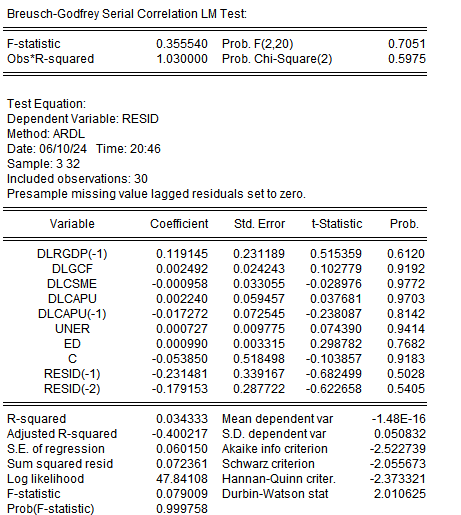 Breusch-Godfrey Serial Correlation LM Test:
F-statistic 0.355540 Prob. F(2,20) 0.7051
Obs*R-squared 1.030000 Prob. Chi-Square(2) 0.5975
Test Equation:
Dependent Variable: RESID
Method: ARDL
Date: 06/10/24 Time: 20:46
Sample: 3 32
Included observations: 30
Presample missing value lagged residuals set to zero.
Variable Coefficient Std. Error t-Statistic Prob.
DLRGDP(-1) 0.119145 0.231189 0.515359 0.6120
DLGCF 0.002492 0.024243 0.102779 0.9192
DLCSME -0.000958 0.033055 -0.028976 0.9772
DLCAPU 0.002240 0.059457 0.037681 0.9703
DLCAPU(-1) -0.017272 0.072545 -0.238087 0.8142
UNER 0.000727 0.009775 0.074390 0.9414
ED 0.000990 0.003315 0.298782 0.7682
C -0.053850 0.518498 -0.103857 0.9183
RESID(-1) -0.231481 0.339167 -0.682499 0.5028
RESID(-2) -0.179153 0.287722 -0.622658 0.5405
R-squared 0.034333 Mean dependent var -1.48E-16
Adjusted R-squared -0.400217 S.D. dependent var 0.050832
S.E. of regression 0.060150 Akaike info criterion -2.522739
Sum squared resid 0.072361 Schwarz criterion -2.055673
Log likelihood 47.84108 Hannan-Quinn criter. -2.373321
F-statistic 0.079009 Durbin-Watson stat 2.010625
Prob(F-statistic) 0.999758